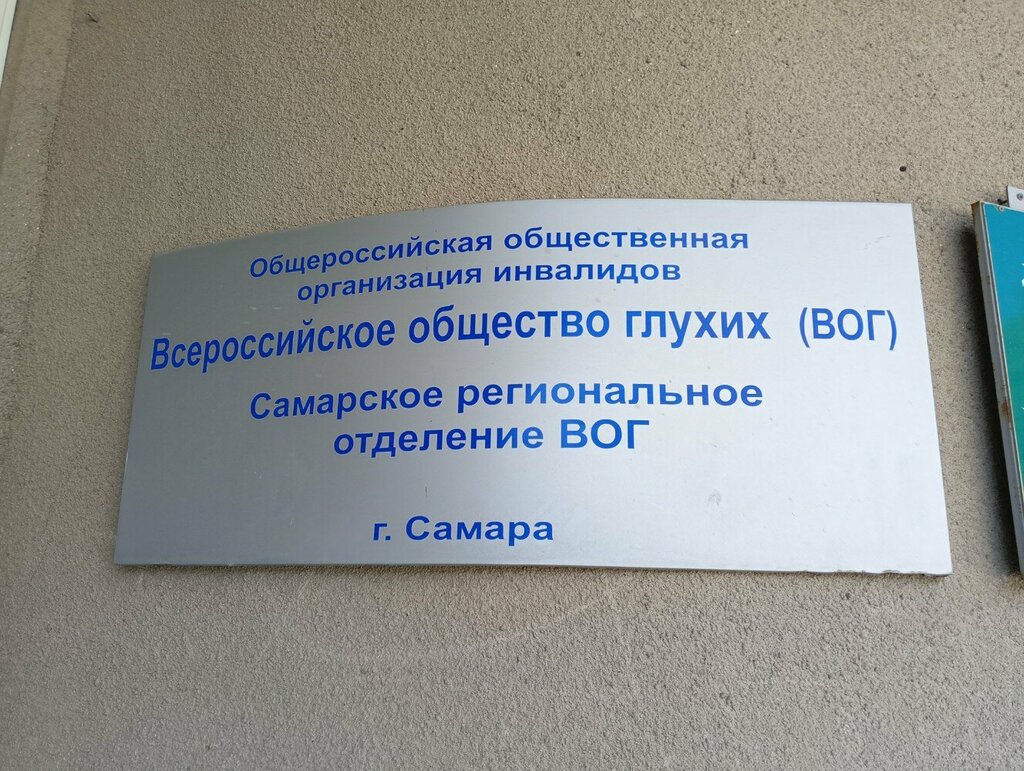 Общероссийская общественная
организация инвалидов
Всероссийское общество глухих (ВОГ)
Самарское региональное
отделение ВОГ
г. Самара